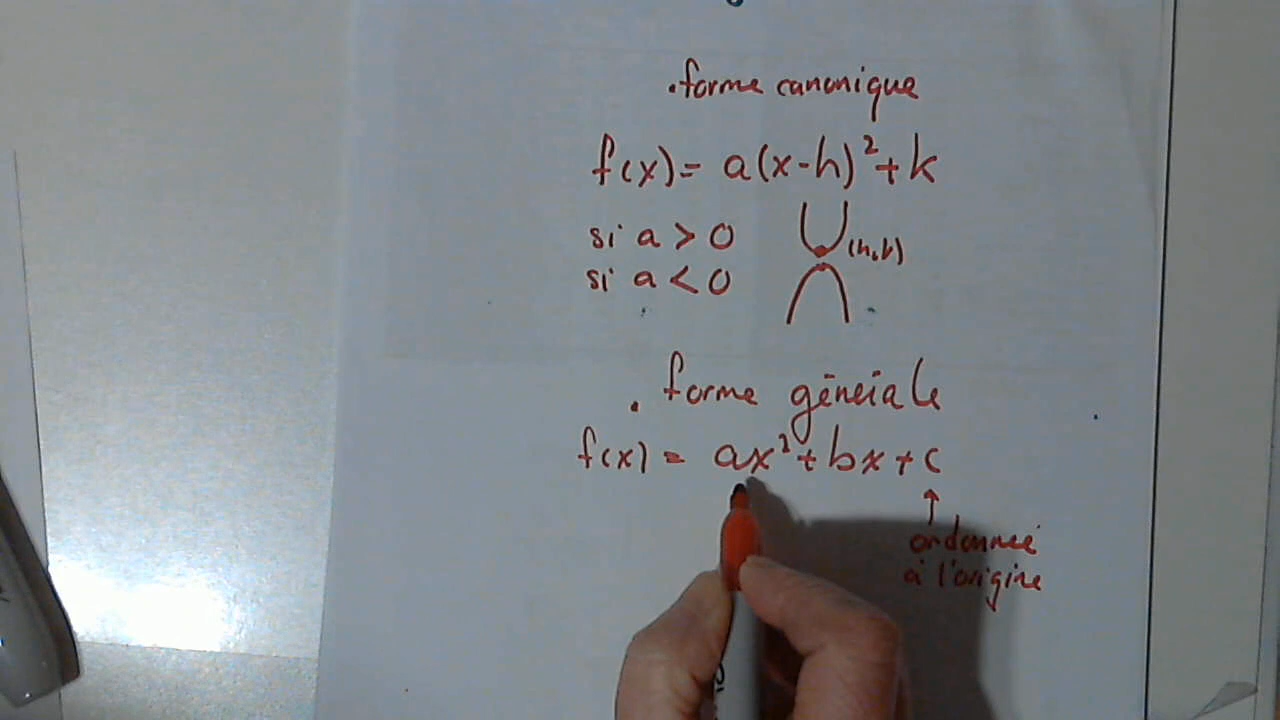 . forme canonique
f(x) = a(x-h)²+k
si a > 0 (h,k)
si a < 0
. forme générale
f(x) = ax²+bx+c
↑
ordonnée
à l'origine